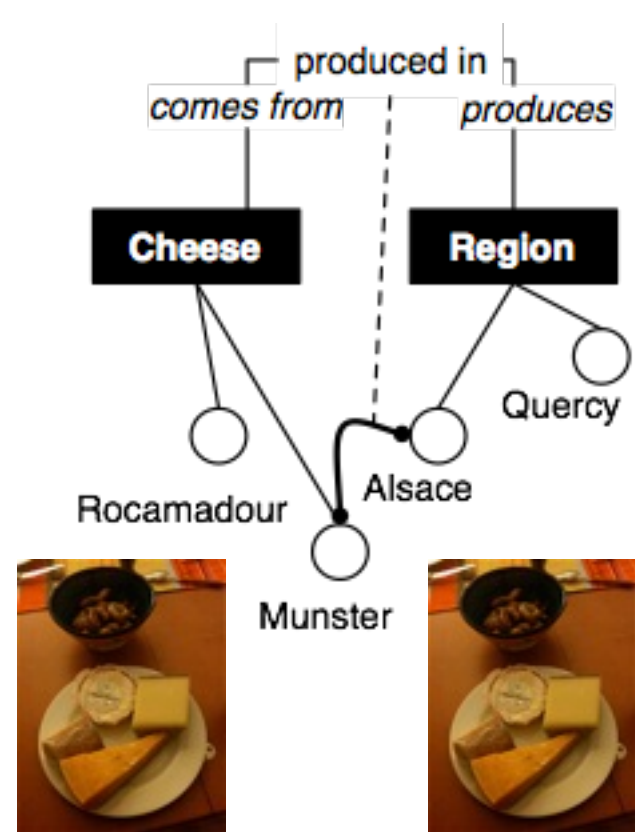 produced in
comes from
produces
Cheese
Region
Quercy
Alsace
Rocamadour
Munster